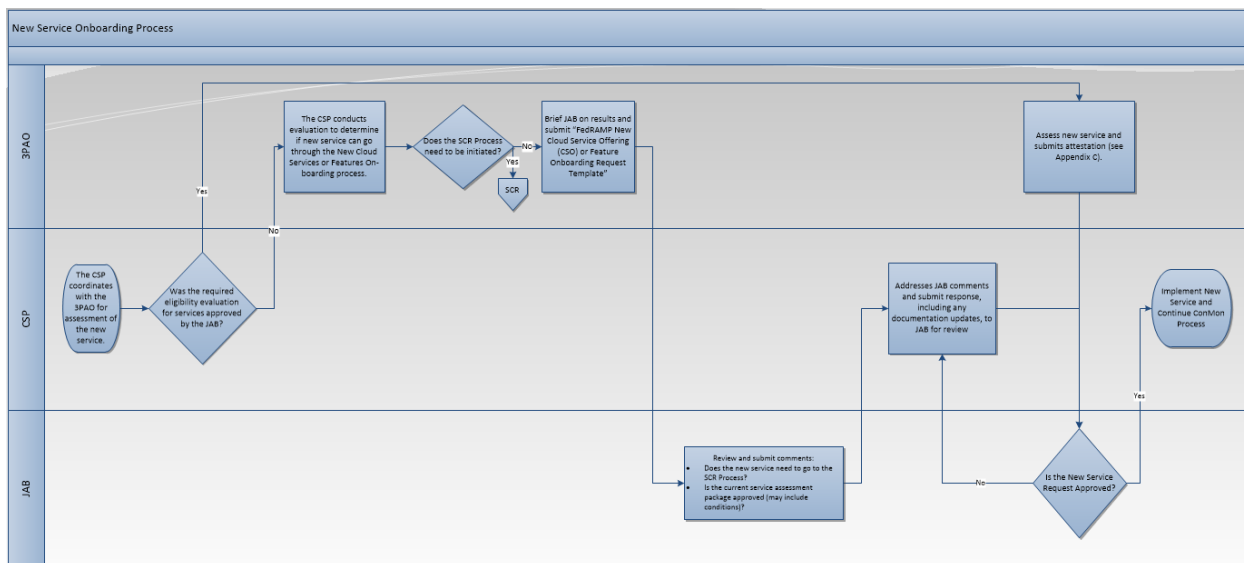 New Service Onboarding Process
3PAO
The CSP conducts
evaluation to determine
if new service can go
through the New Cloud
Services or Features On-
boarding process.
Does the SCR Process
need to be initiated?
No
Yes
SCR
Brief JAB on results and
submit “FedRAMP New
Cloud Service Offering
(CSO) or Feature
Onboarding Request
Template”
Assess new service and
submits attestation (see
Appendix C).
Yes
No
CSP
The CSP
coordinates
with the
3PAO for
assessment of
the new
service.
Was the required
eligibility evaluation
for services approved
by the JAB?
Addresses JAB comments
and submit response,
including any
documentation updates, to
JAB for review
Implement New
Service and
Continue ConMon
Process
Yes
JAB
Review and submit comments:
• Does the new service need to go to the
SCR Process?
• Is the current service assessment
package approved (may include
conditions)?
No
Is the New Service
Request Approved?